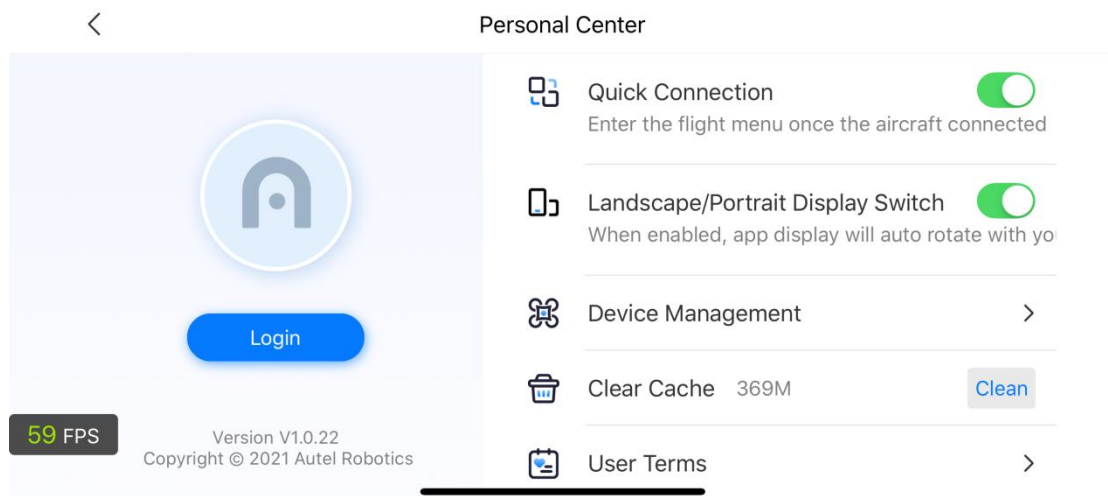 Personal Center
Login
Version V1.0.22
Copyright © 2021 Autel Robotics
59 FPS
Quick Connection
Enter the flight menu once the aircraft connected
Landscape/Portrait Display Switch
When enabled, app display will auto rotate with
Device Management
Clear Cache 369M Clean
User Terms